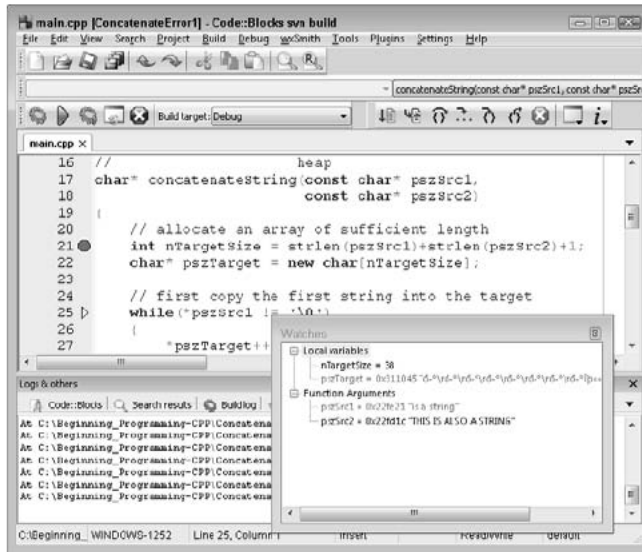 main.cpp [ConcatenateError1] - Code::Blocks svn build
File Edit View Search Project Build Debug wxSmith Tools Plugins Settings Help
concatenateString(const char* pszSrc1, const char* pszSr
Build target: Debug
main.cpp
16 // heap
17 char* concatenateString(const char* pszSrc1,
18 const char* pszSrc2)
19 {
20 // allocate an array of sufficient length
21 int nTargetSize = strlen(pszSrc1)+strlen(pszSrc2)+1;
22 char* pszTarget = new char[nTargetSize];
23
24 // first copy the first string into the target
25 while(*pszSrc1 != '\0')
26 {
27 *pszTarget++
Watches
Local variables
nTargetSize = 38
Function Arguments
pszSrc1 = 0x22fe21 "is a string"
pszSrc2 = 0x22fd1c "THIS IS ALSO A STRING"
Logs & others
Code::Blocks Search results Build log
At C:\Beginning_Programming-CPP\Concatena
At C:\Beginning_Programming-CPP\Concatena
At C:\Beginning_Programming-CPP\Concatena
At C:\Beginning_Programming-CPP\Concatena
At C:\Beginning_Programming-CPP\Concatena
At C:\Beginning_Programming-CPP\Concatena
At C:\Beginning_Programming-CPP\Concatena
C:\Beginning_ WINDOWS-1252 Line 25, Column 1 Insert Read/Write default